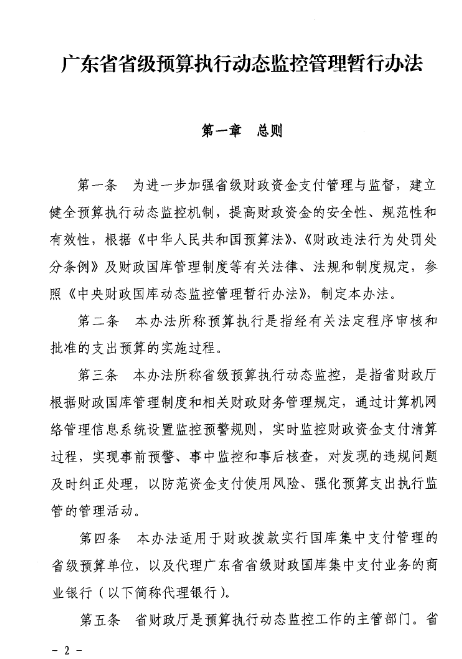 广东省省级预算执行动态监控管理暂行办法
第一章 总则
第一条 为进一步加强省级财政资金支付管理与监督，建立
健全预算执行动态监控机制，提高财政资金的安全性、规范性和
有效性，根据《中华人民共和国预算法》、《财政违法行为处罚处
分条例》及财政国库管理制度等有关法律、法规和制度规定，参
照《中央财政国库动态监控管理暂行办法》，制定本办法。
第二条 本办法所称预算执行是指经有关法定程序审核和
批准的支出预算的实施过程。
第三条 本办法所称省级预算执行动态监控，是指省财政厅
根据财政国库管理制度和相关财政财务管理规定，通过计算机网
络管理信息系统设置监控预警规则，实时监控财政资金支付清算
过程，实现事前预警、事中监控和事后核查，对发现的违规问题
及时纠正处理，以防范资金支付使用风险、强化预算支出执行监
管的管理活动。
第四条 本办法适用于财政拨款实行国库集中支付管理的
省级预算单位，以及代理广东省省级财政国库集中支付业务的商
业银行（以下简称代理银行）。
第五条 省财政厅是预算执行动态监控工作的主管部门。省
- 2 -